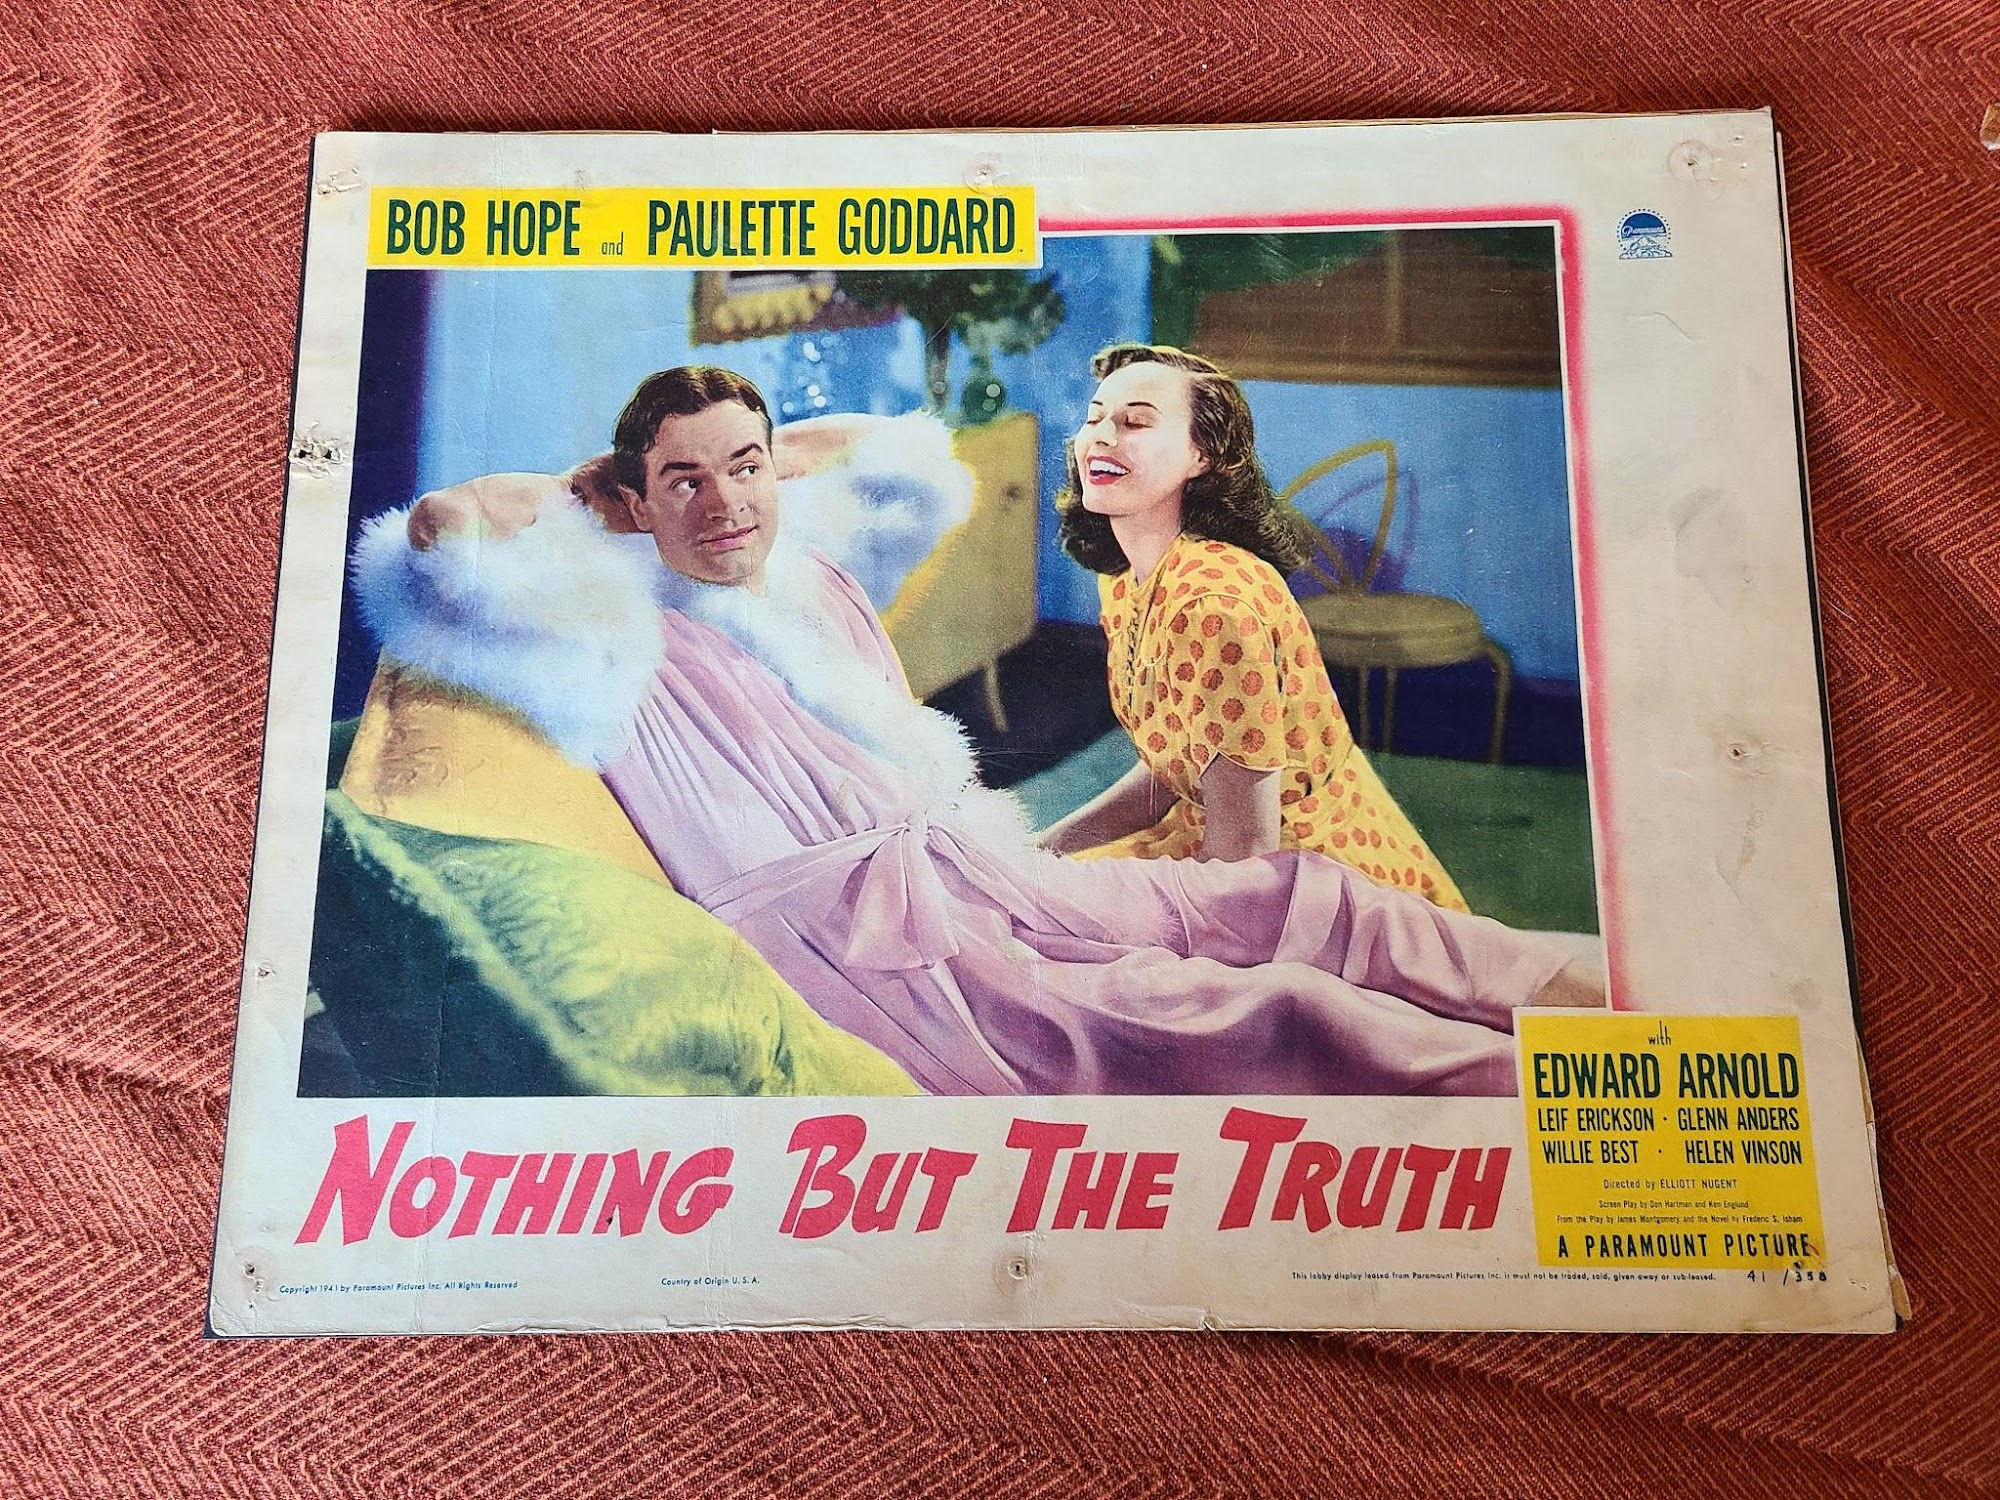 BOB HOPE and PAULETTE GODDARD
Paramount
Pictures
with
EDWARD ARNOLD
LEIF ERICKSON · GLENN ANDERS
WILLIE BEST · HELEN VINSON
Directed by ELLIOTT NUGENT
Screen Play by Don Hartman and Ken Englund
From the Play by James Montgomery and the Novel by Frederic S. Isham
A PARAMOUNT PICTURE
NOTHING BUT THE TRUTH
Copyright 1941 by Paramount Pictures Inc. All Rights Reserved
Country of Origin U. S. A.
This lobby display leased from Paramount Pictures Inc. is must not be traded, sold, given away or sub-leased.
41 / 358